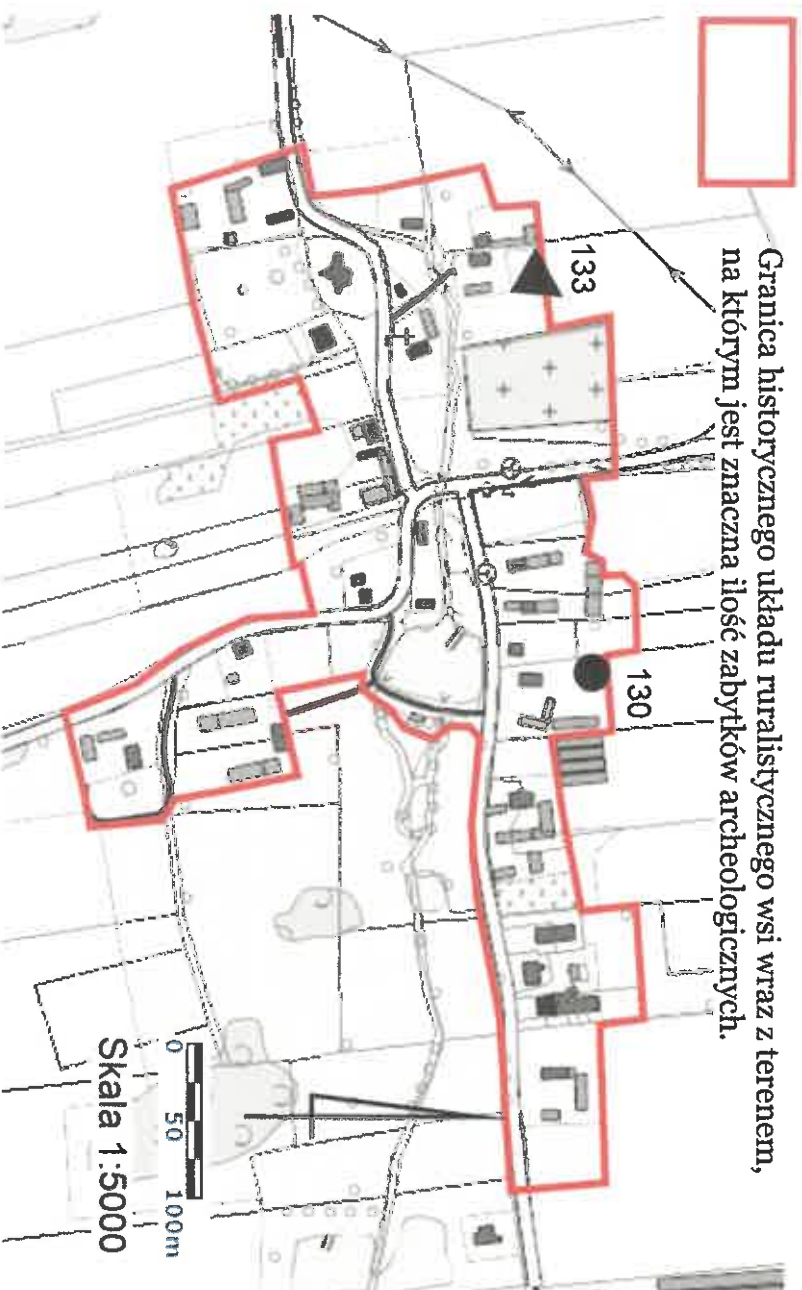 Granica historycznego układu ruralistycznego wsi wraz z terenem,
na którym jest znaczna ilość zabytków archeologicznych.
133
130
0 50 100m
Skala 1:5000